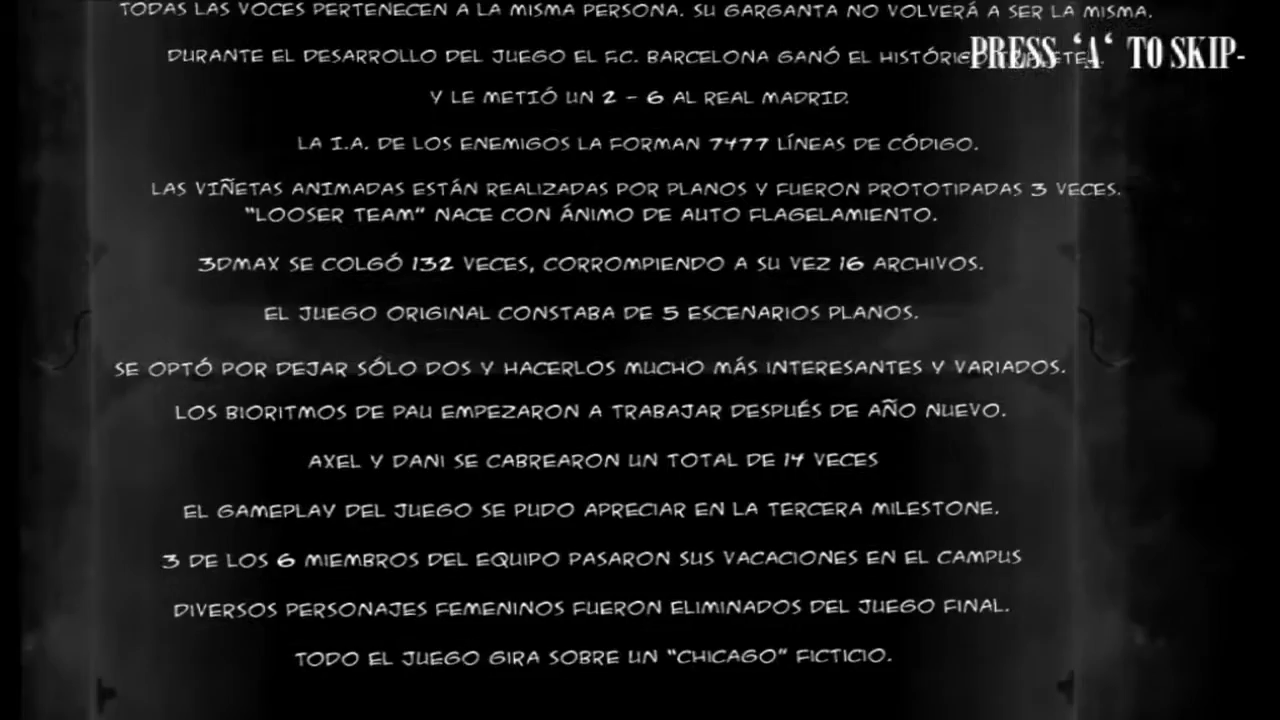 TODAS LAS VOCES PERTENECEN A LA MISMA PERSONA. SU GARGANTA NO VOLVERÁ A SER LA MISMA.
PRESS 'A' TO SKIP-
DURANTE EL DESARROLLO DEL JUEGO EL F.C. BARCELONA GANÓ EL
Y LE METIÓ UN 2 - 6 AL REAL MADRID.
LA I.A. DE LOS ENEMIGOS LA FORMAN 7477 LÍNEAS DE CÓDIGO.
LAS VIÑETAS ANIMADAS ESTÁN REALIZADAS POR PLANOS Y FUERON PROTOTIPADAS 3 VECES.
"LOOSER TEAM" NACE CON ÁNIMO DE AUTO FLAGELAMIENTO.
3DMAX SE COLGÓ 132 VECES, CORROMPIENDO A SU VEZ 16 ARCHIVOS.
EL JUEGO ORIGINAL CONSTABA DE 5 ESCENARIOS PLANOS.
SE OPTÓ POR DEJAR SÓLO DOS Y HACERLOS MUCHO MÁS INTERESANTES Y VARIADOS.
LOS BIORITMOS DE PAU EMPEZARON A TRABAJAR DESPUÉS DE AÑO NUEVO.
AXEL Y DANI SE CABREARON UN TOTAL DE 14 VECES
EL GAMEPLAY DEL JUEGO SE PUDO APRECIAR EN LA TERCERA MILESTONE.
3 DE LOS 6 MIEMBROS DEL EQUIPO PASARON SUS VACACIONES EN EL CAMPUS
DIVERSOS PERSONAJES FEMENINOS FUERON ELIMINADOS DEL JUEGO FINAL.
TODO EL JUEGO GIRA SOBRE UN "CHICAGO" FICTICIO.